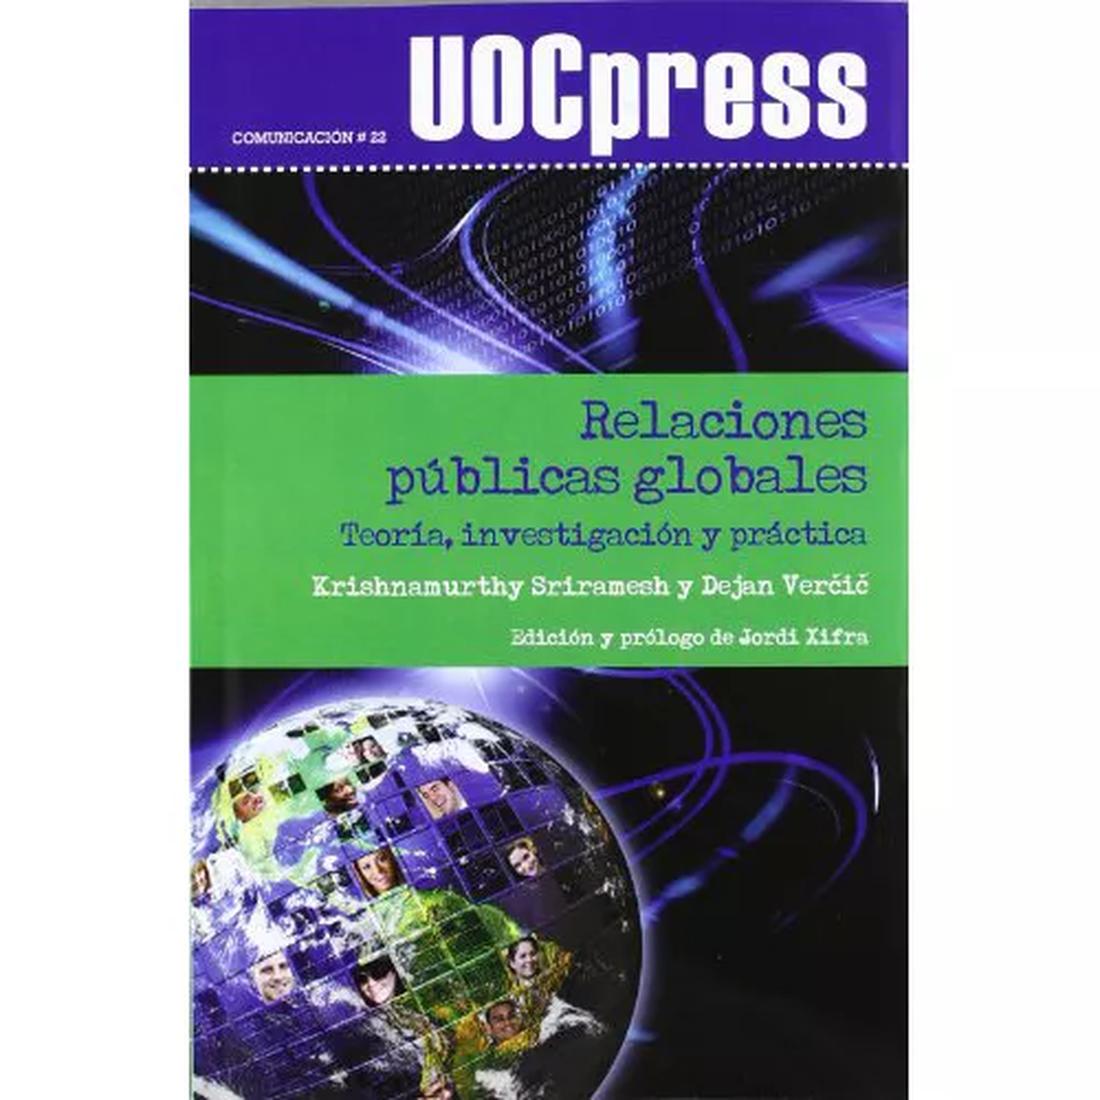 UOCpress
COMUNICACIÓN # 22
Relaciones
públicas globales
Teoría, investigación y práctica
Krishnamurthy Sriramesh y Dejan Verčič
Edición y prólogo de Jordi Xifra